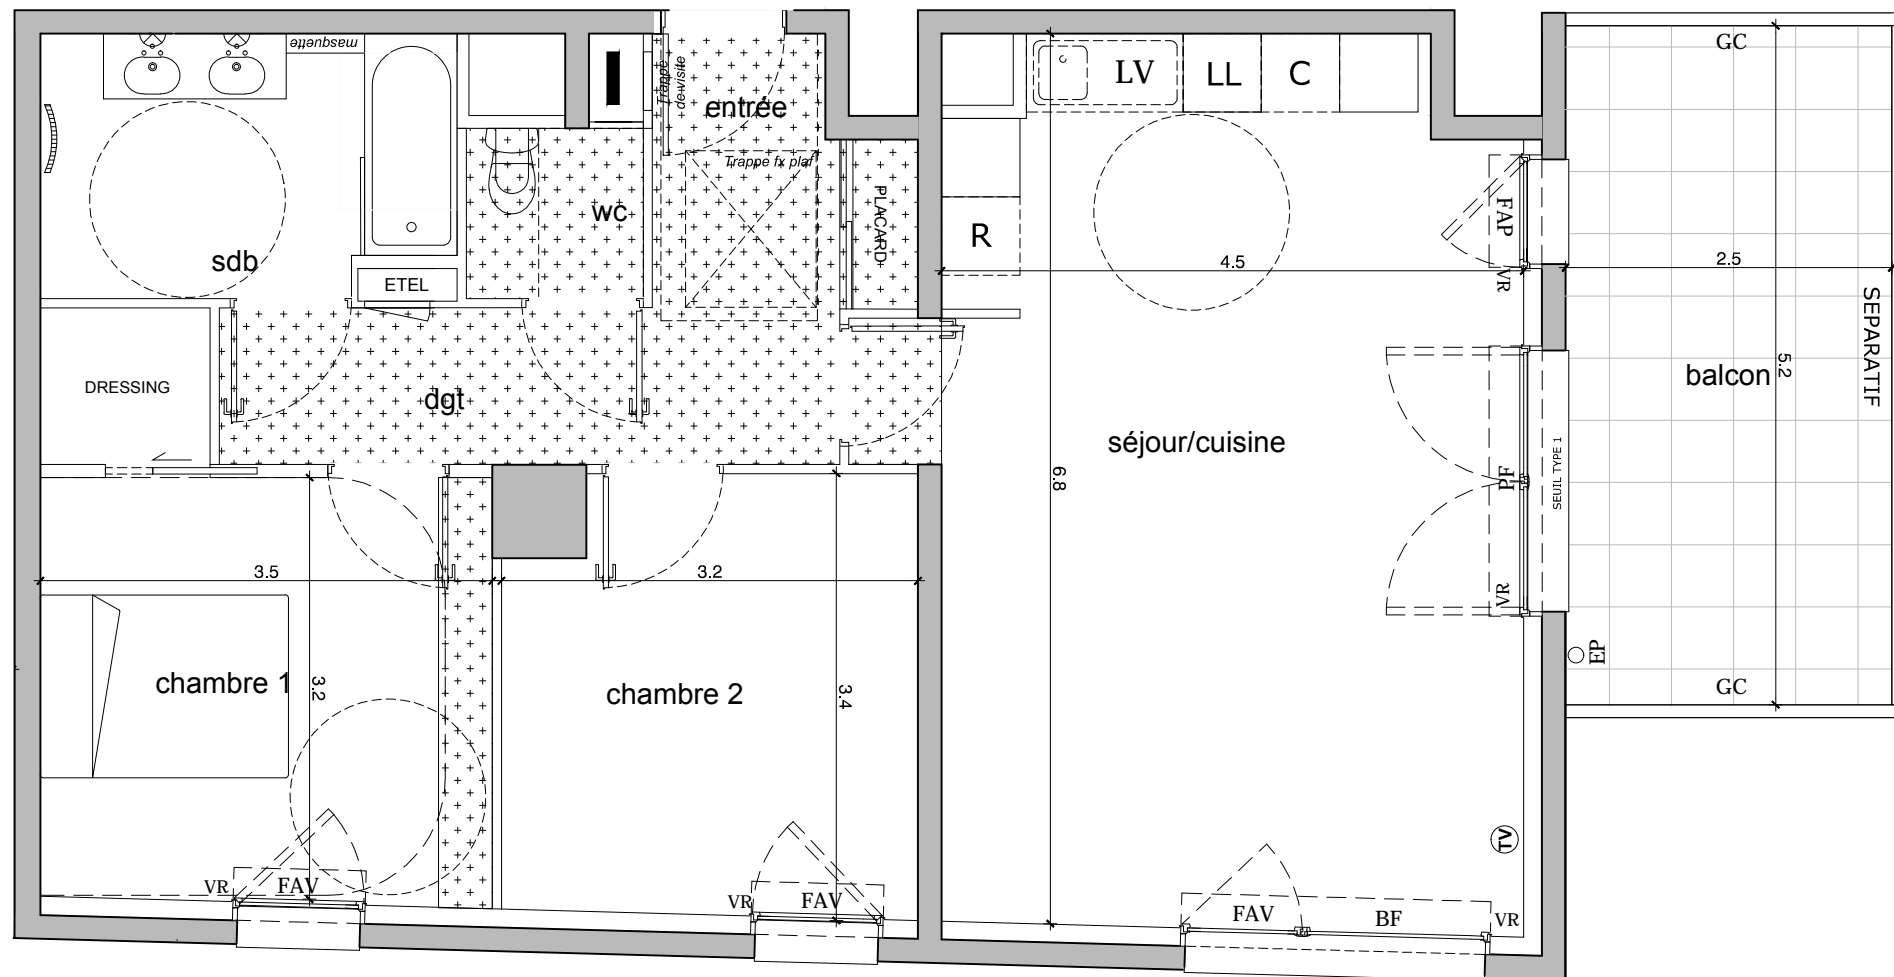 masquette
Trappe
de visite
entrée
Trappe fx plaf
wc
PLACARD
sdb
ETEL
DRESSING
dgt
LV
LL
C
R
4.5
6.8
séjour/cuisine
FAP
VR
PF
VR
SEUIL TYPE 1
GC
2.5
SEPARATIF
balcon
5.2
EP
GC
3.5
3.2
chambre 1
3.2
chambre 2
3.4
TV
VR
FAV
VR
FAV
FAV
BF
VR